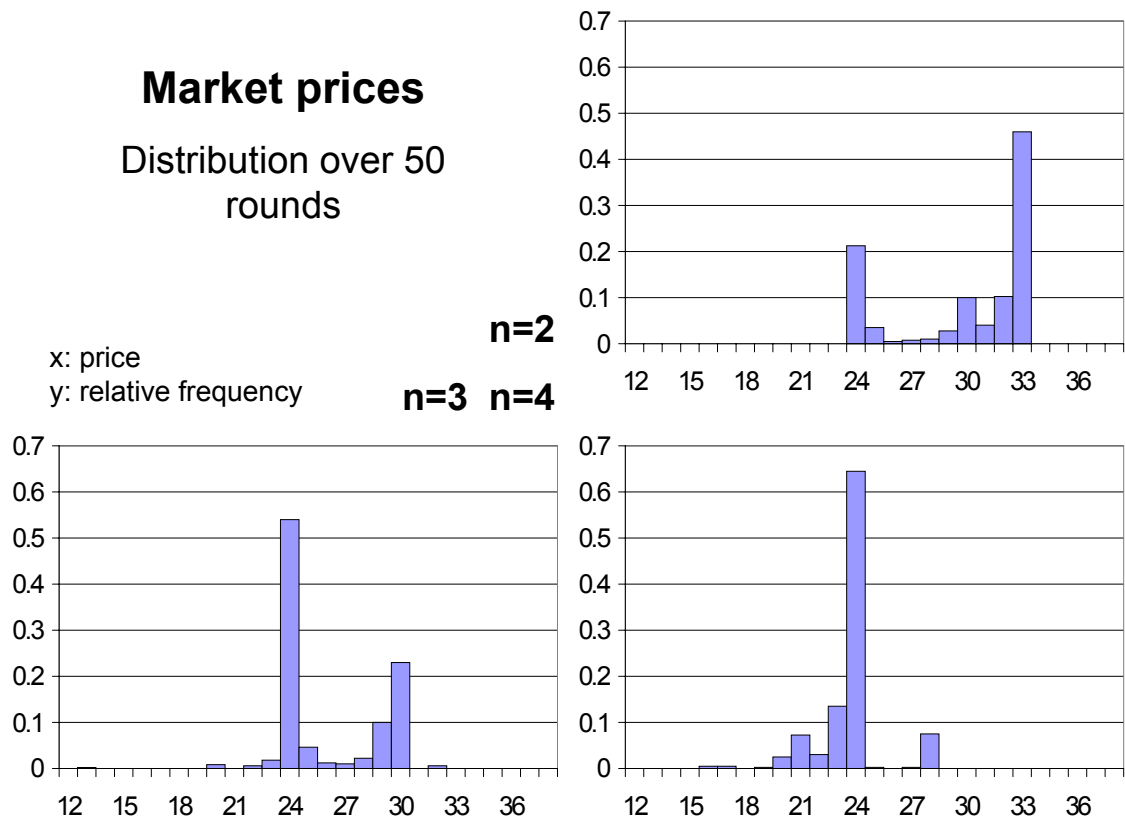 Market prices
Distribution over 50
rounds
n=2
x: price
y: relative frequency
n=3 n=4
0.7
0.6
0.5
0.4
0.3
0.2
0.1
0
12 15 18 21 24 27 30 33 36
0.7
0.6
0.5
0.4
0.3
0.2
0.1
0
12 15 18 21 24 27 30 33 36
0.7
0.6
0.5
0.4
0.3
0.2
0.1
0
12 15 18 21 24 27 30 33 36